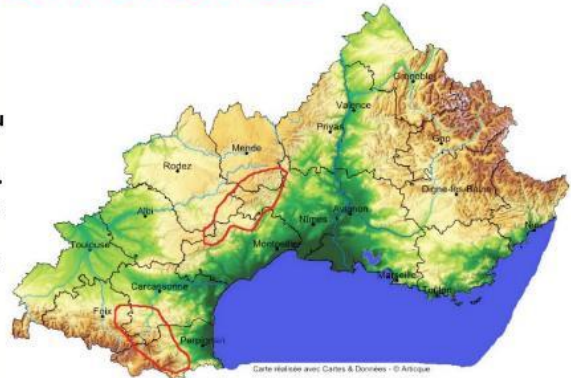 Grenoble
Valence
Privas
Gap
Mende
Rodez
Digne-les-Bains
Albi
Nîmes
Avignon
Toulouse
Montpellier
Marseille
Toulon
Carcassonne
Foix
Perpignan
Carte réalisée avec Cartes & Données - © Articque